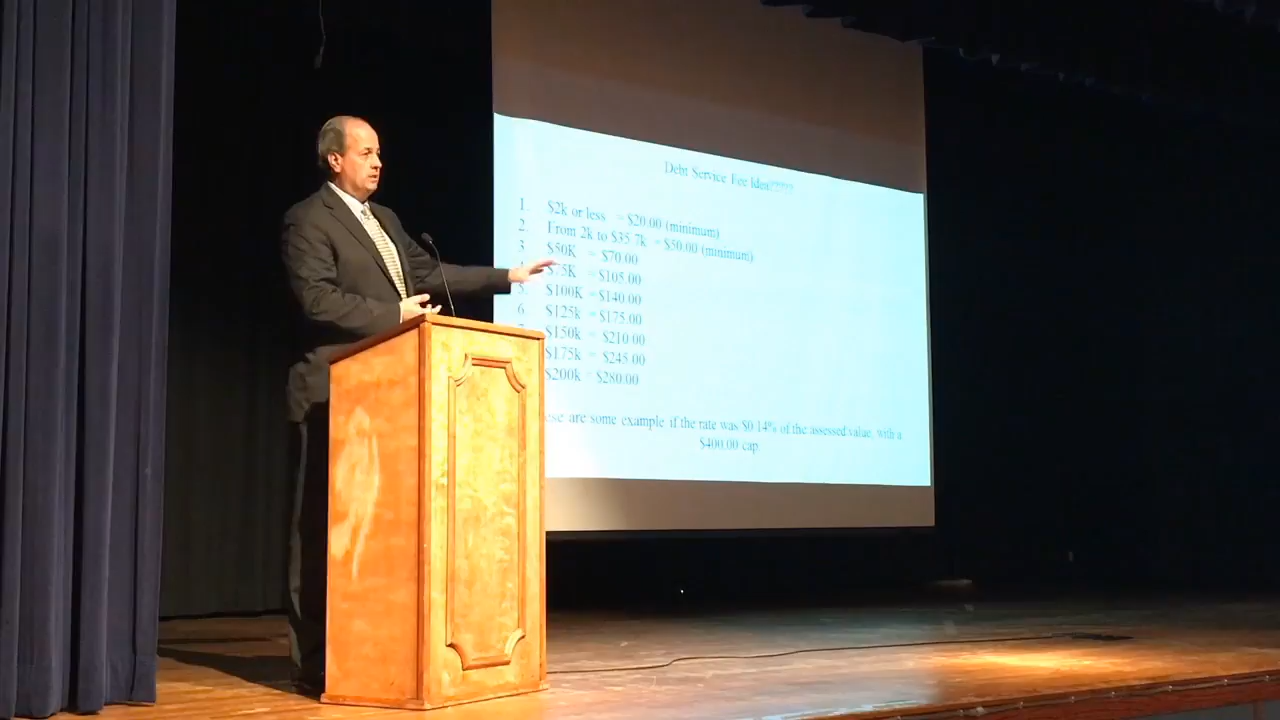 Debt Service Fee Idea?????
1. $2k or less = $20.00 (minimum)
2. From 2k to $35.7k = $50.00 (minimum)
3. $50K = $70.00
$75K = $105.00
5. $100K = $140.00
6. $125k = $175.00
$150k = $210.00
$175k = $245.00
$200k = $280.00
are some example if the rate was $0.14% of the assessed value, with a
$400.00 cap.